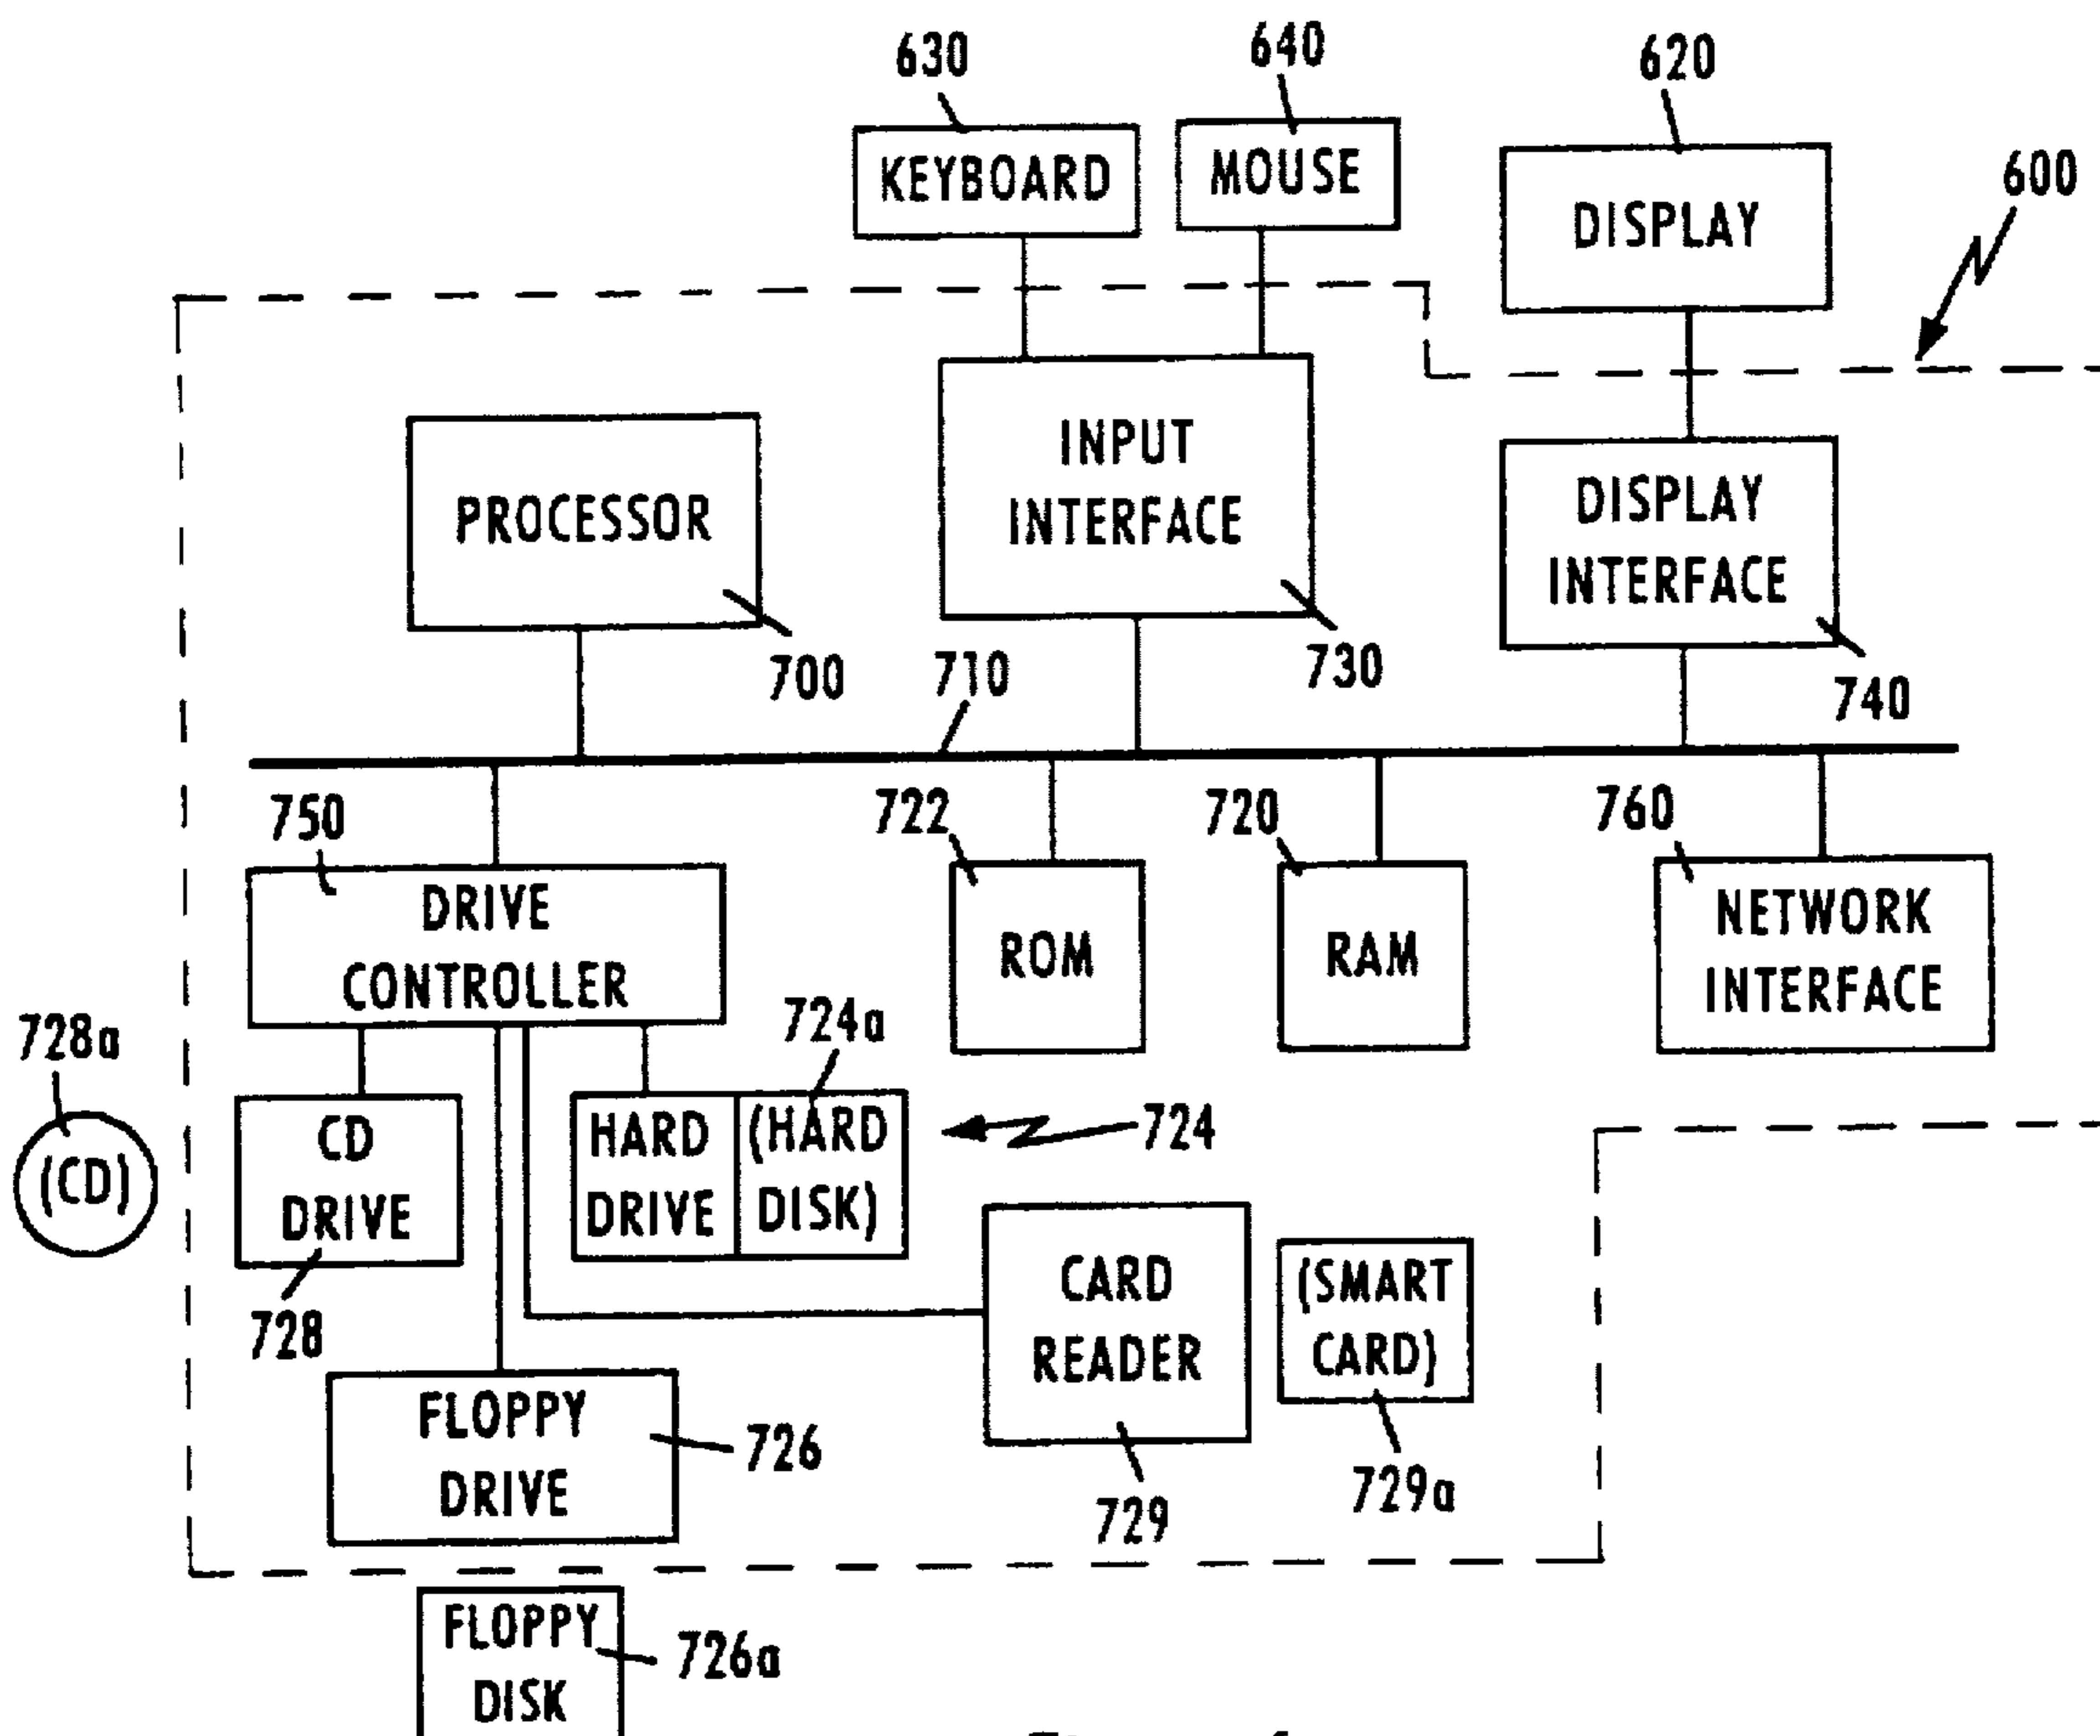 630
640
620
600
KEYBOARD
MOUSE
DISPLAY
PROCESSOR
INPUT
INTERFACE
DISPLAY
INTERFACE
700
710
730
740
750
722
720
760
DRIVE
CONTROLLER
ROM
RAM
NETWORK
INTERFACE
728a
724a
(CD)
CD
DRIVE
HARD
DRIVE
(HARD
DISK)
724
728
CARD
READER
(SMART
CARD)
FLOPPY
DRIVE
726
729
729a
FLOPPY
DISK
726a